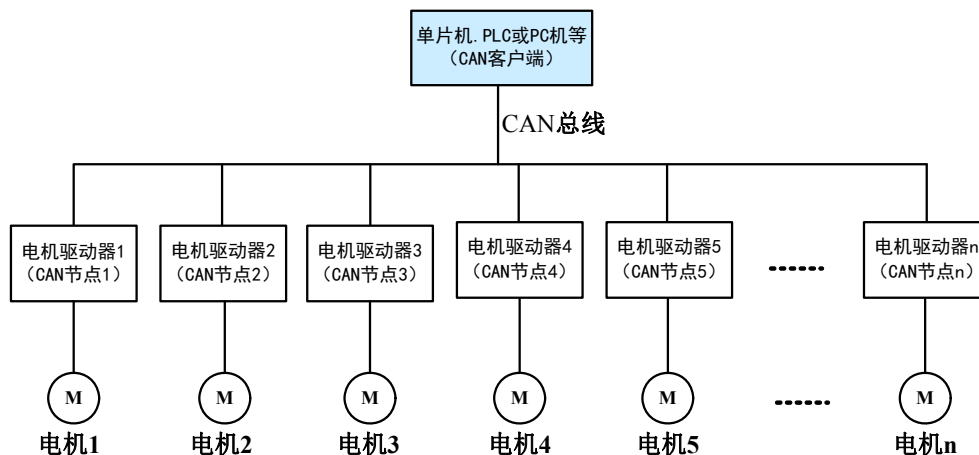 单片机.PLC或PC机等
（CAN客户端）
CAN总线
电机驱动器1
（CAN节点1）
电机驱动器2
（CAN节点2）
电机驱动器3
（CAN节点3）
电机驱动器4
（CAN节点4）
电机驱动器5
（CAN节点5）
......
电机驱动器n
（CAN节点n）
M
M
M
M
M
......
M
电机1
电机2
电机3
电机4
电机5
电机n